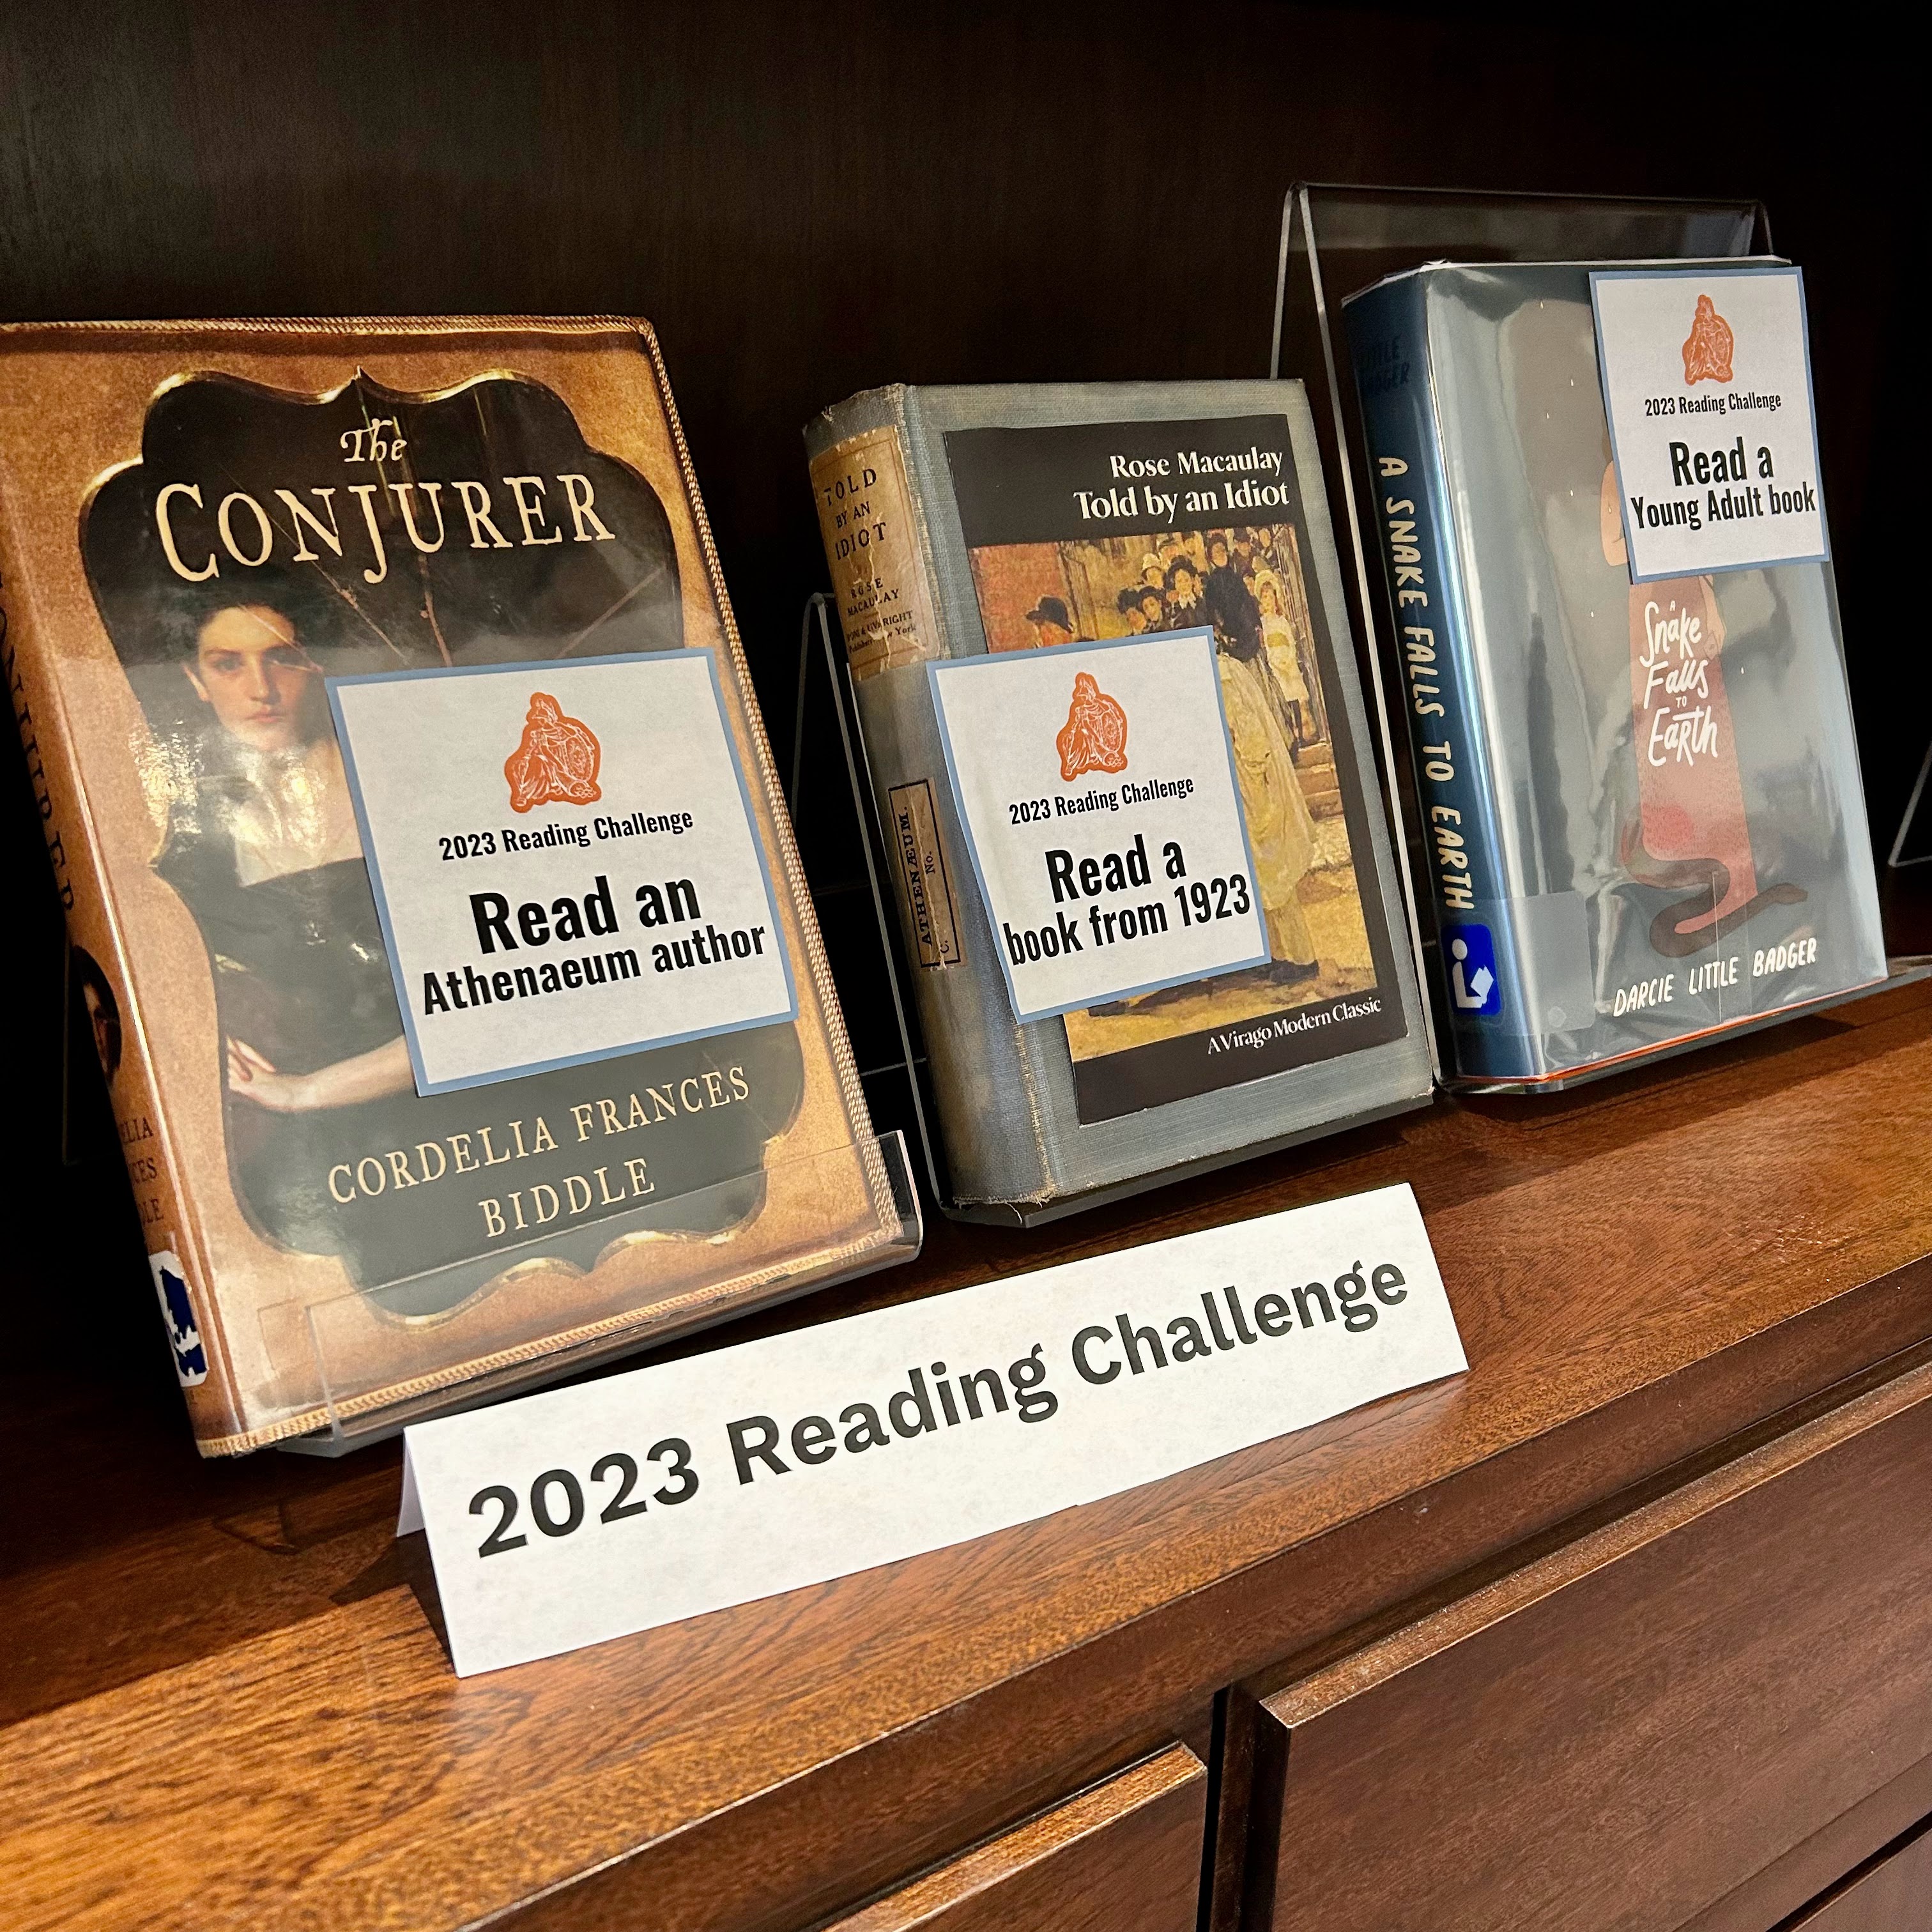 The
CONJURER
2023 Reading Challenge
Read an
Athenaeum author
CORDELIA FRANCES
BIDDLE
TOLD
BY AN
IDIOT
ROSE
MACAULAY
ATHENÆUM.
No.
C.
Rose Macaulay
Told by an Idiot
2023 Reading Challenge
Read a
book from 1923
A Virago Modern Classic
LITTLE
BADGER
A SNAKE FALLS TO EARTH
2023 Reading Challenge
Read a
Young Adult book
A
Snake
Falls
TO
Earth
DARCIE LITTLE BADGER
2023 Reading Challenge